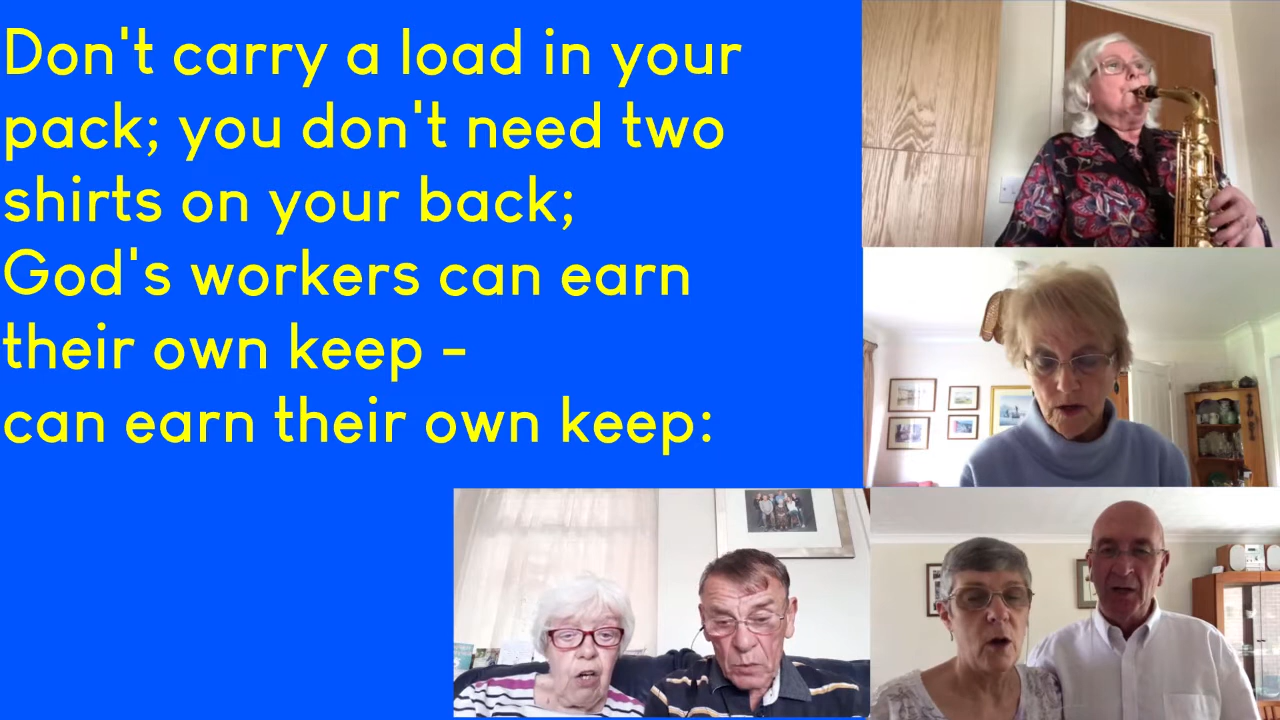 Don't carry a load in your
pack; you don't need two
shirts on your back;
God's workers can earn
their own keep -
can earn their own keep: